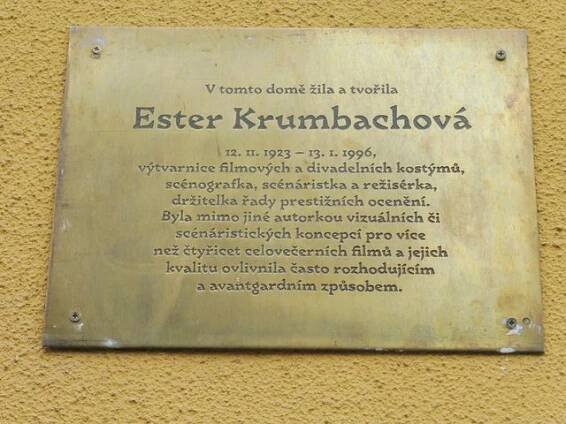 V tomto domě žila a tvořila
Ester Krumbachová
12. 11. 1923 – 13. 1. 1996,
výtvarnice filmových a divadelních kostýmů,
scénografka, scénáristka a režisérka,
držitelka řady prestižních ocenění.
Byla mimo jiné autorkou vizuálních či
scénáristických koncepcí pro více
než čtyřicet celovečerních filmů a jejich
kvalitu ovlivnila často rozhodujícím
a avantgardním způsobem.